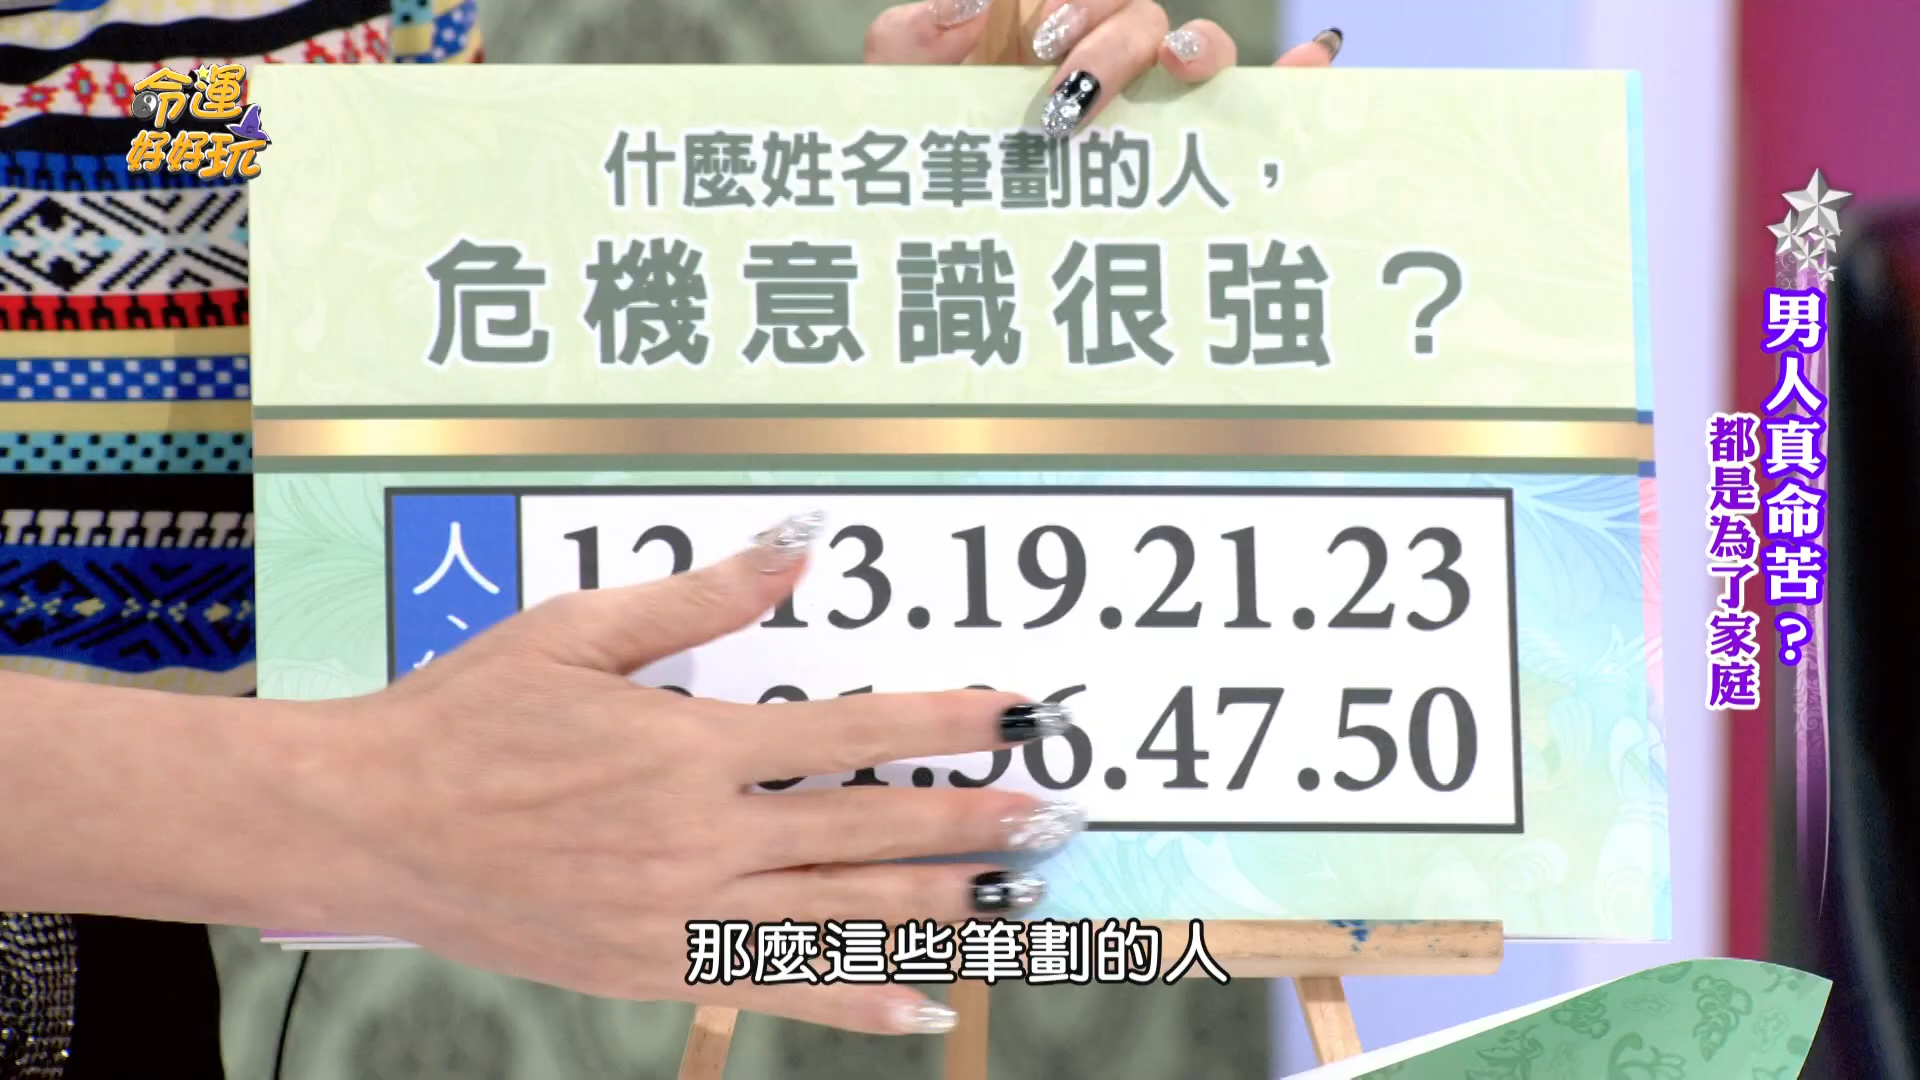 命運
好好玩
什麼姓名筆劃的人，
危機意識很強？
人
12.13.19.21.23
36.47.50
男人真命苦？
都是為了家庭
那麼這些筆劃的人